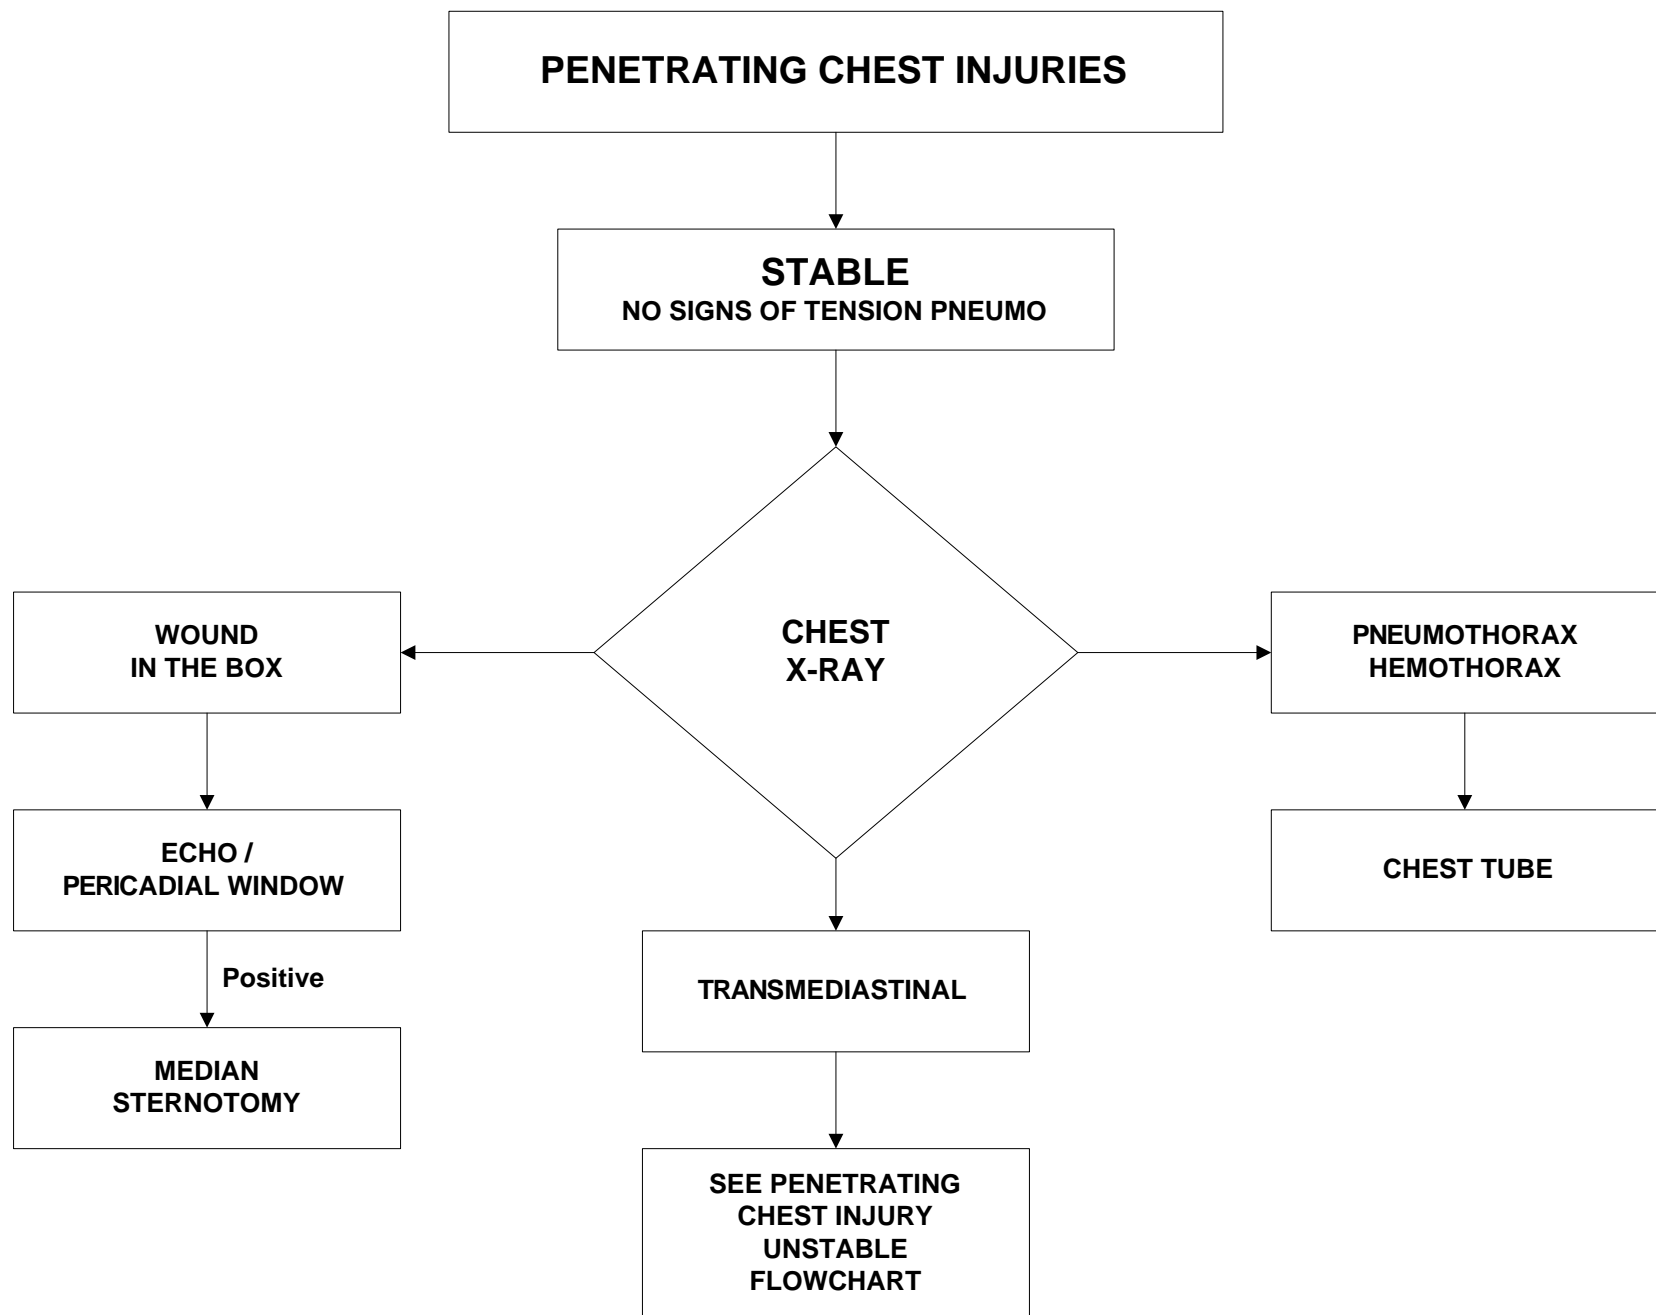 PENETRATING CHEST INJURIES
STABLE
NO SIGNS OF TENSION PNEUMO
CHEST
X-RAY
WOUND
IN THE BOX
ECHO /
PERICADIAL WINDOW
Positive
MEDIAN
STERNOTOMY
TRANSMEDIASTINAL
SEE PENETRATING
CHEST INJURY
UNSTABLE
FLOWCHART
PNEUMOTHORAX
HEMOTHORAX
CHEST TUBE